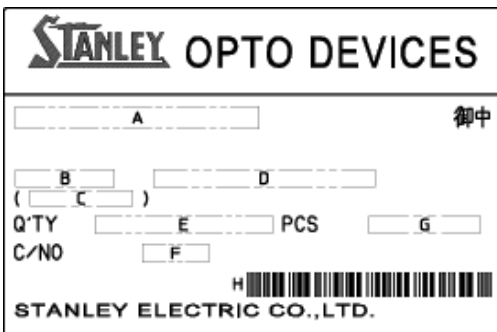 STANLEY OPTO DEVICES
A 御中
B D
( C )
Q'TY E PCS G
C/NO F
H
STANLEY ELECTRIC CO.,LTD.